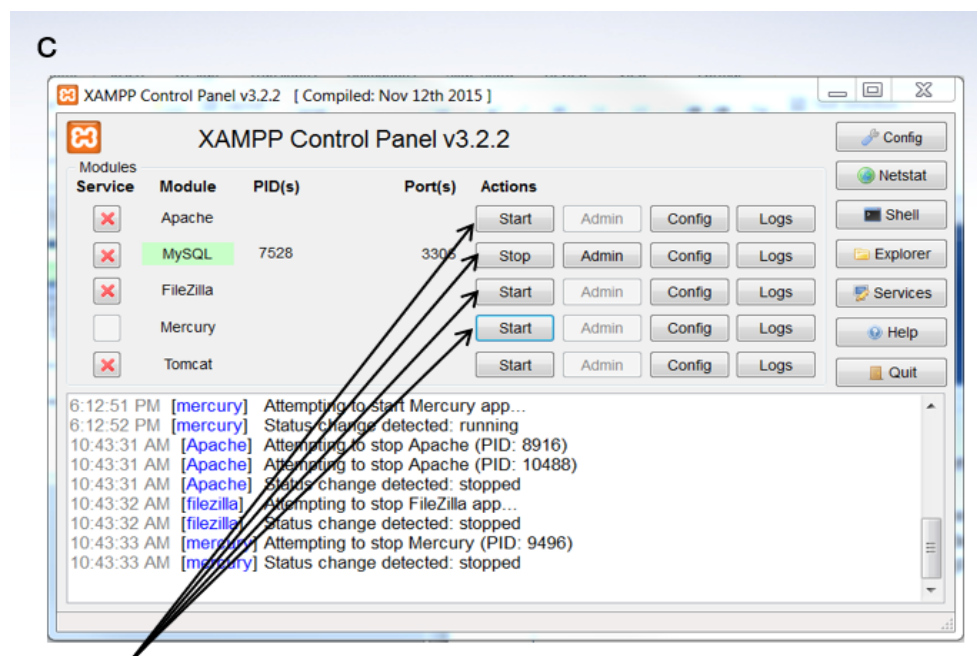 C
XAMPP Control Panel v3.2.2 [ Compiled: Nov 12th 2015 ]
XAMPP Control Panel v3.2.2
Config
Modules
Service Module PID(s) Port(s) Actions
Netstat
Apache Start Admin Config Logs
Shell
MySQL 7528 3306 Stop Admin Config Logs
Explorer
FileZilla Start Admin Config Logs
Services
Mercury Start Admin Config Logs
Help
Tomcat Start Admin Config Logs
Quit
6:12:51 PM [mercury] Attempting to start Mercury app...
6:12:52 PM [mercury] Status change detected: running
10:43:31 AM [Apache] Attempting to stop Apache (PID: 8916)
10:43:31 AM [Apache] Attempting to stop Apache (PID: 10488)
10:43:31 AM [Apache] Status change detected: stopped
10:43:32 AM [filezilla] Attempting to stop FileZilla app...
10:43:32 AM [filezilla] Status change detected: stopped
10:43:33 AM [mercury] Attempting to stop Mercury (PID: 9496)
10:43:33 AM [mercury] Status change detected: stopped